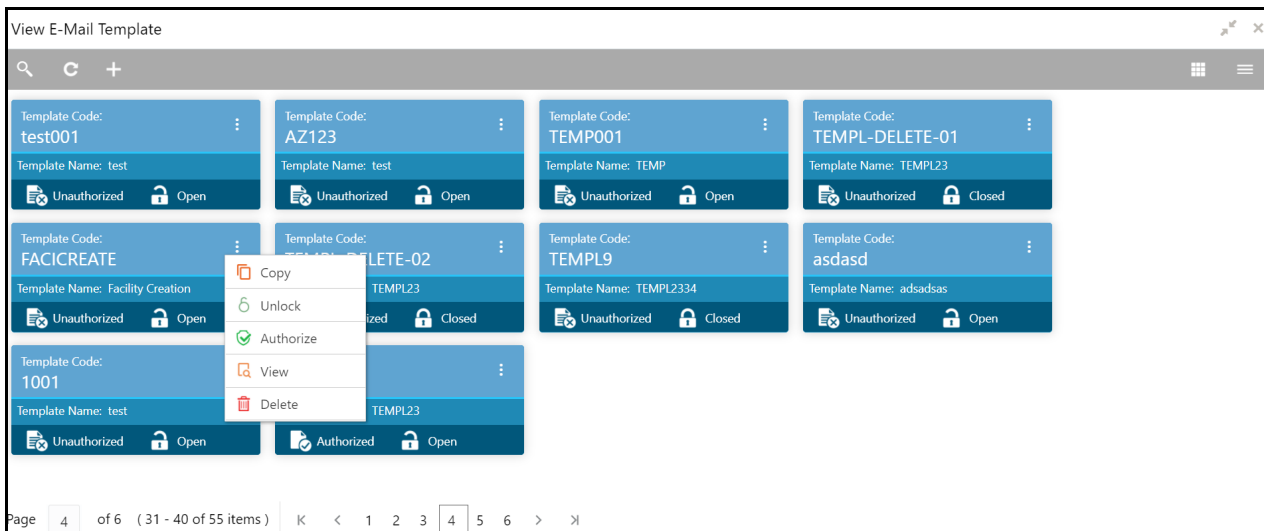 View E-Mail Template
Template Code:
test001
Template Name: test
Unauthorized Open
Template Code:
AZ123
Template Name: test
Unauthorized Open
Template Code:
TEMP001
Template Name: TEMP
Unauthorized Open
Template Code:
TEMPL-DELETE-01
Template Name: TEMPL23
Unauthorized Closed
Template Code:
FACICREATE
Template Name: Facility Creation
Unauthorized Open
Template Code:
LETE-02
TEMPL23
ized Closed
Template Code:
TEMPL9
Template Name: TEMPL2334
Unauthorized Closed
Template Code:
asdasd
Template Name: adsadsas
Unauthorized Open
Copy
Unlock
Authorize
View
Delete
Template Code:
1001
Template Name: test
Unauthorized Open
TEMPL23
Authorized Open
Page 4 of 6 ( 31 - 40 of 55 items ) 1 2 3 4 5 6